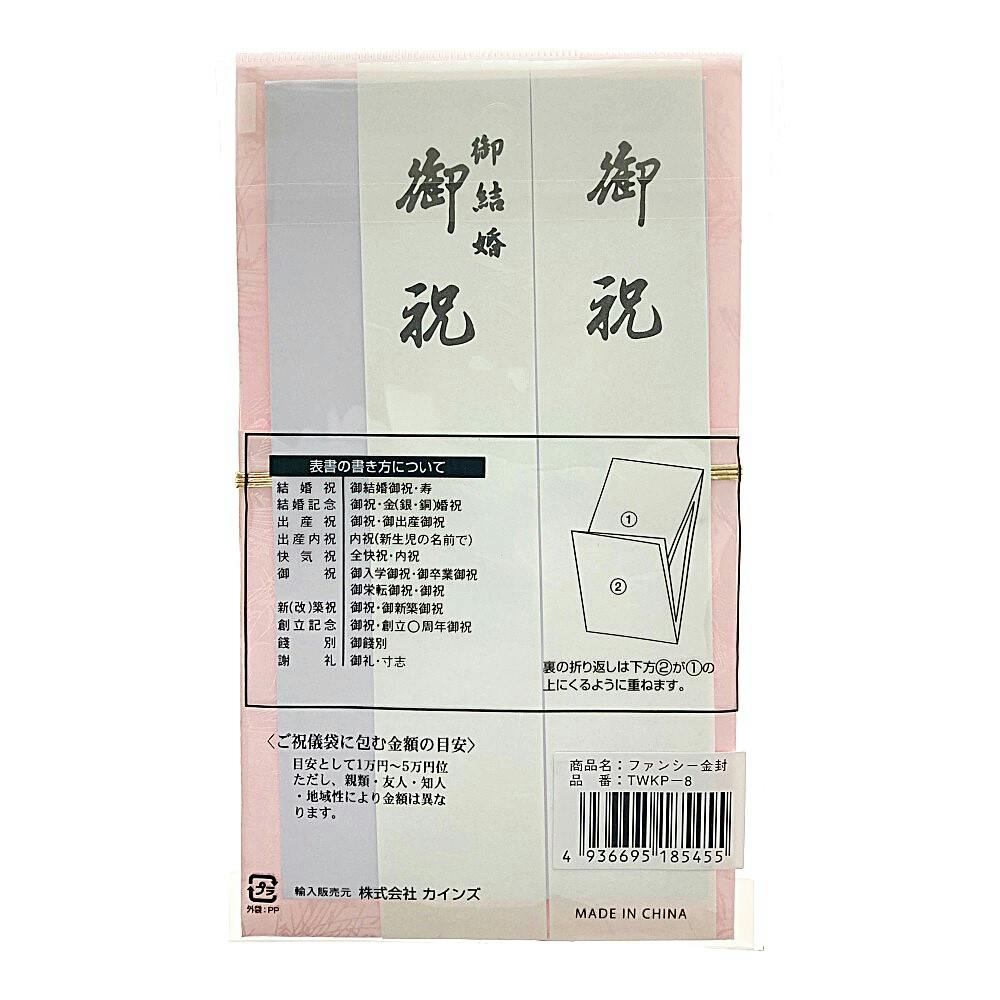 御祝
御結婚
御祝
表書の書き方について
結婚祝 御結婚御祝・寿
結婚記念 御祝・金(銀・銅)婚祝
出産祝 御祝・御出産御祝
出産内祝 内祝(新生児の名前で)
快気祝 全快祝・内祝
御祝 御入学御祝・御卒業御祝
御栄転御祝・御祝
新(改)築祝 御祝・御新築御祝
創立記念 御祝・創立〇周年御祝
餞別 御餞別
謝礼 御礼・寸志
①
②
裏の折り返しは下方②が①の
上にくるように重ねます。
〈ご祝儀袋に包む金額の目安〉
目安として1万円〜5万円位
ただし、親類・友人・知人
・地域性により金額は異な
ります。
商品名：ファンシー金封
品番：TWKP-8
4 936695 185455
プラ
外袋：PP
輸入販売元 株式会社 カインズ
MADE IN CHINA